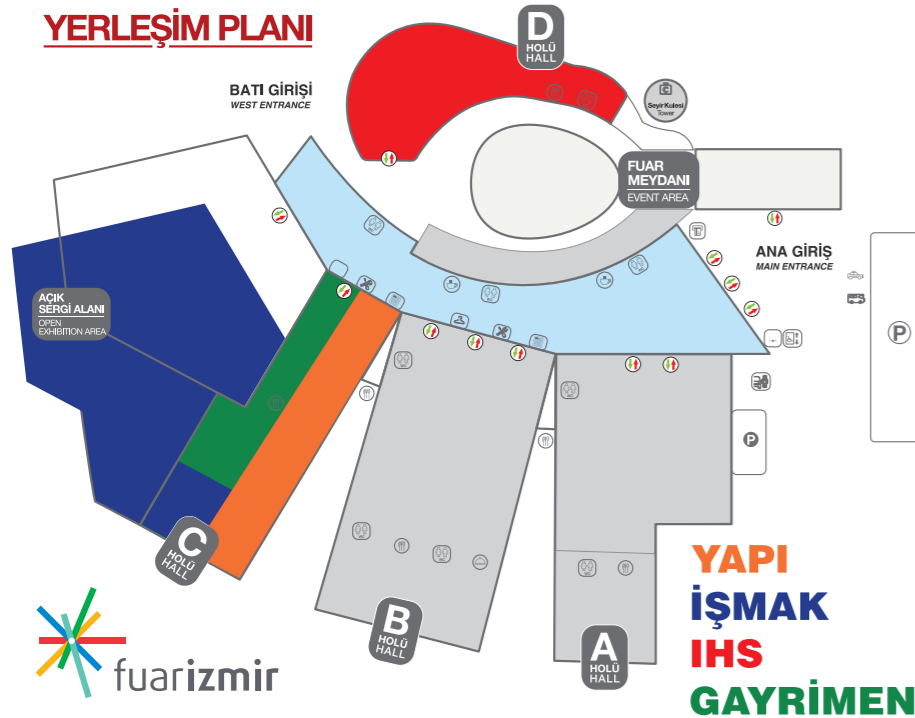 YERLEŞİM PLANI
D
HOLÜ
HALL
BATI GİRİŞİ
WEST ENTRANCE
Seyir Kulesi
Tower
FUAR
MEYDANI
EVENT AREA
ANA GİRİŞ
MAIN ENTRANCE
AÇIK
SERGİ ALANI
OPEN
EXHIBITION AREA
P
P
C
HOLÜ
HALL
B
HOLÜ
HALL
A
HOLÜ
HALL
YAPI
İŞMAK
IHS
GAYRİMEN
fuarizmir